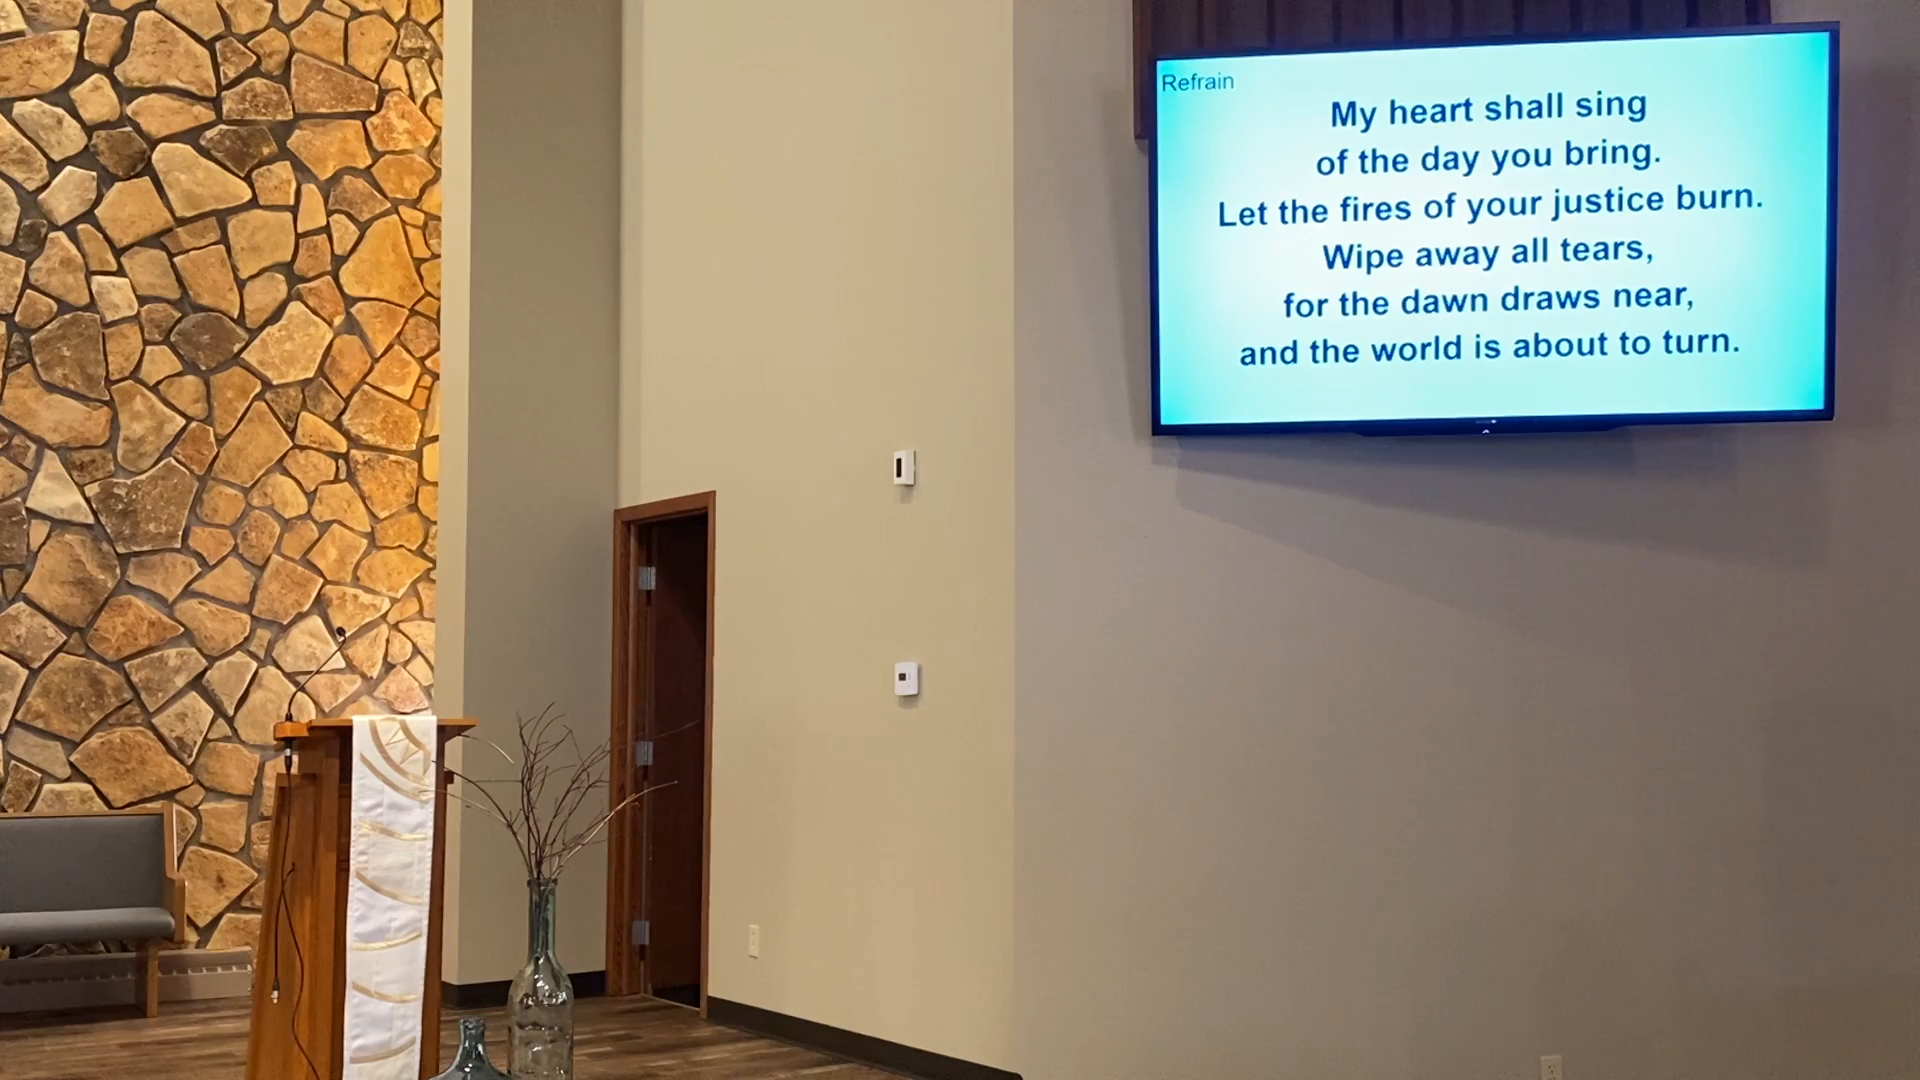 Refrain
My heart shall sing
of the day you bring.
Let the fires of your justice burn.
Wipe away all tears,
for the dawn draws near,
and the world is about to turn.